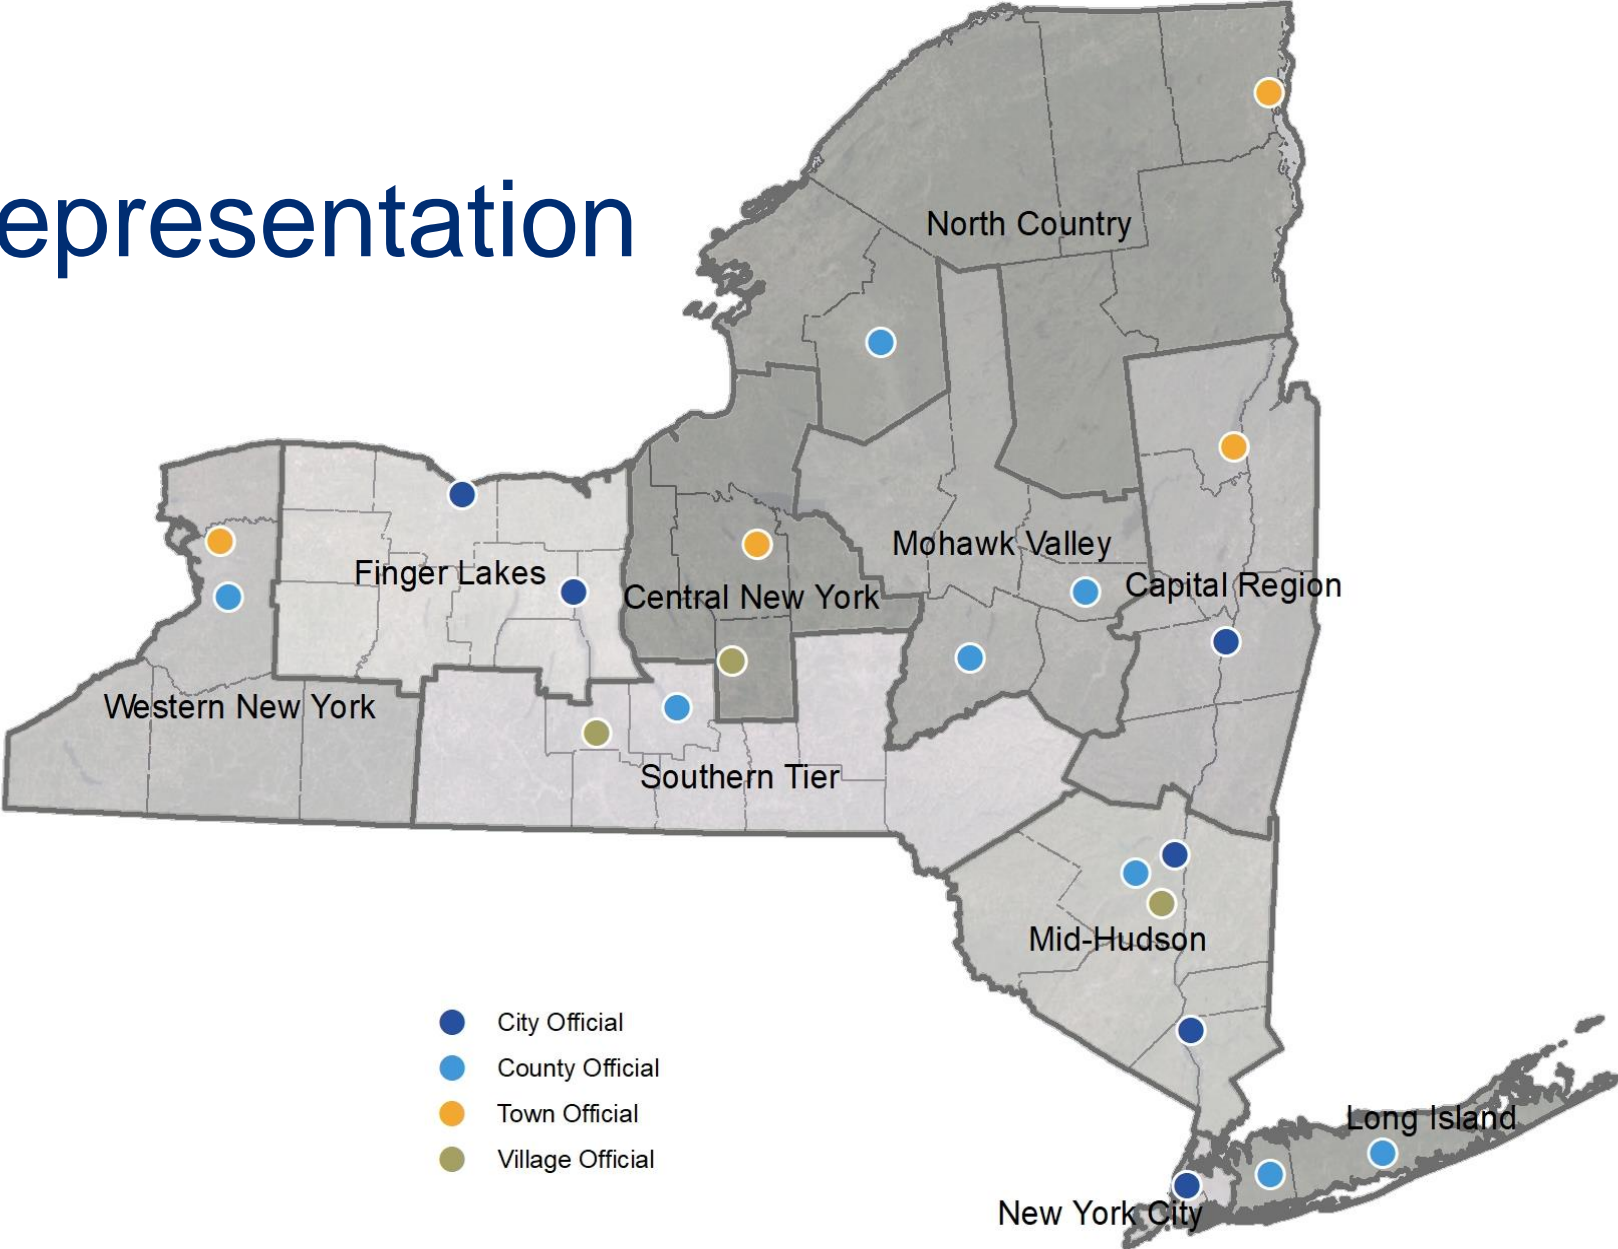 epresentation
North Country
Mohawk Valley
Finger Lakes
Capital Region
Central New York
Western New York
Southern Tier
Mid-Hudson
City Official
County Official
Town Official
Village Official
Long Island
New York City